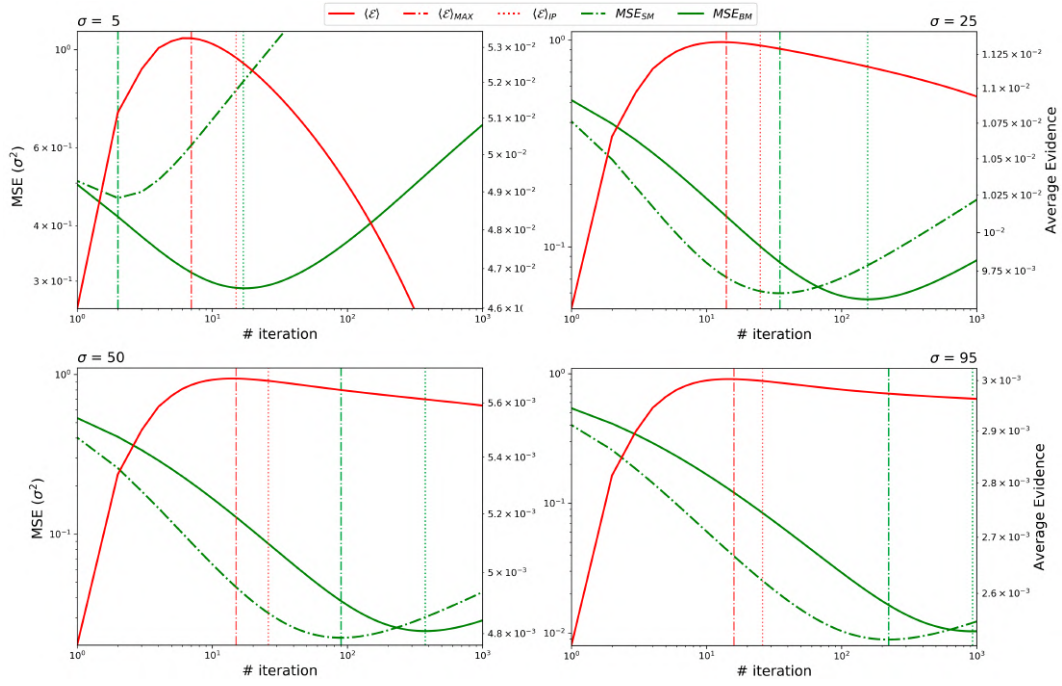 ⟨ℰ⟩ ⟨ℰ⟩MAX ⟨ℰ⟩IP MSE_SM MSE_BM
σ = 5
σ = 25
10⁰
6 × 10⁻¹
4 × 10⁻¹
3 × 10⁻¹
MSE (σ²)
5.3 × 10⁻²
5.2 × 10⁻²
5.1 × 10⁻²
5 × 10⁻²
4.9 × 10⁻²
4.8 × 10⁻²
4.7 × 10⁻²
4.6 × 1(
10⁰ 10¹ 10² 10³
# iteration
10⁰
10⁻¹
1.125 × 10⁻²
1.1 × 10⁻²
1.075 × 10⁻²
1.05 × 10⁻²
1.025 × 10⁻²
10⁻²
9.75 × 10⁻³
Average Evidence
10⁰ 10¹ 10² 10³
# iteration
σ = 50
σ = 95
10⁰
10⁻¹
MSE (σ²)
5.6 × 10⁻³
5.4 × 10⁻³
5.2 × 10⁻³
5 × 10⁻³
4.8 × 10⁻³
10⁰ 10¹ 10² 10³
# iteration
10⁰
10⁻¹
10⁻²
3 × 10⁻³
2.9 × 10⁻³
2.8 × 10⁻³
2.7 × 10⁻³
2.6 × 10⁻³
Average Evidence
10⁰ 10¹ 10² 10³
# iteration